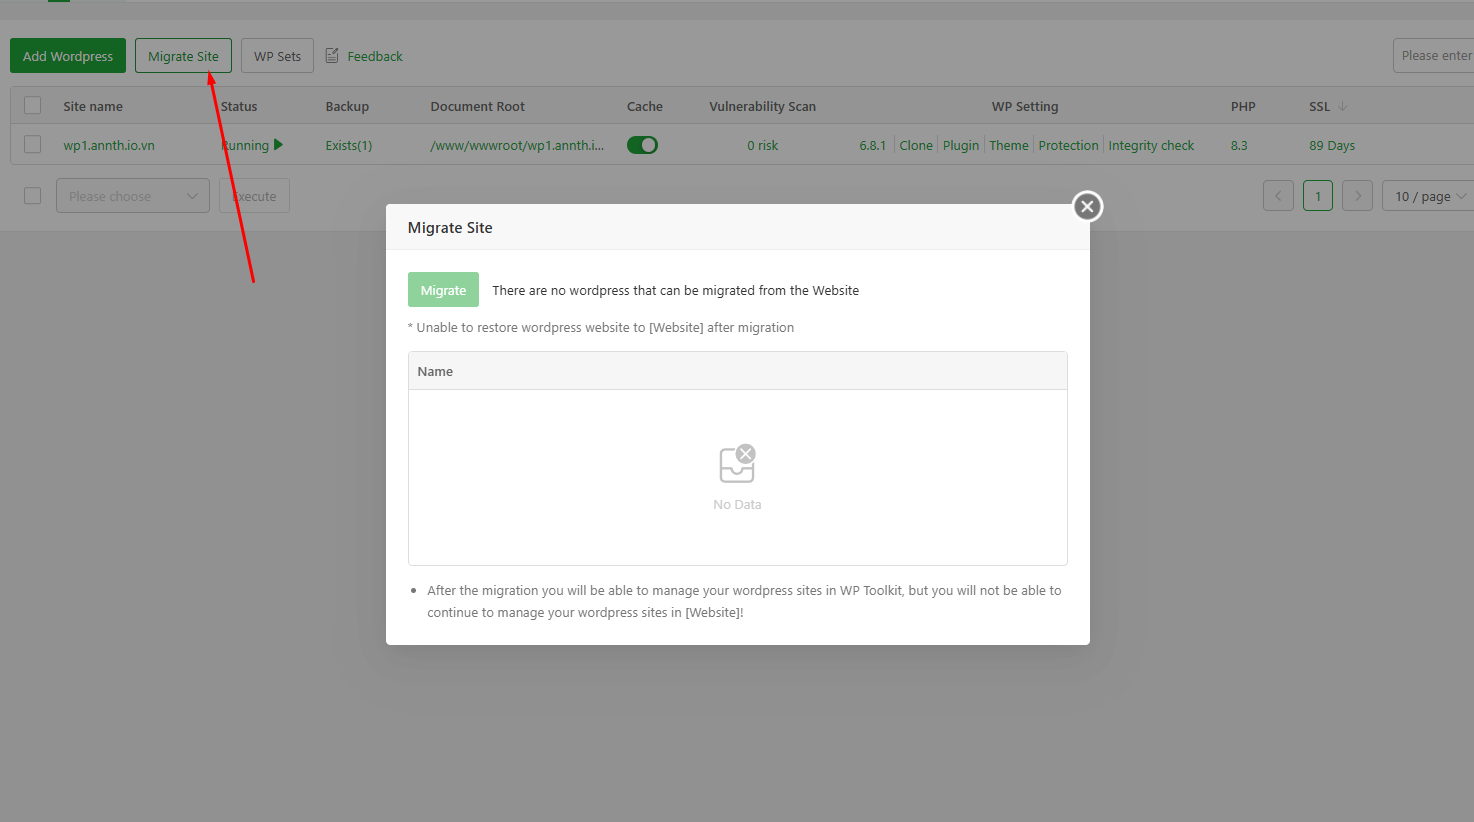 Add Wordpress Migrate Site WP Sets Feedback Please enter
Site name Status Backup Document Root Cache Vulnerability Scan WP Setting PHP SSL
wp1.annth.io.vn Running Exists(1) /www/wwwroot/wp1.annth.i... 0 risk 6.8.1 Clone Plugin Theme Protection Integrity check 8.3 89 Days
Please choose Execute 1 10 / page
Migrate Site
Migrate There are no wordpress that can be migrated from the Website
* Unable to restore wordpress website to [Website] after migration
Name
No Data
After the migration you will be able to manage your wordpress sites in WP Toolkit, but you will not be able to
continue to manage your wordpress sites in [Website]!